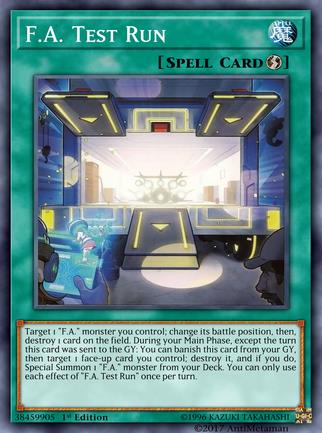 F.A. Test Run
[Spell Card]
Target 1 "F.A." monster you control; change its battle position, then,
destroy 1 card on the field. During your Main Phase, except the turn
this card was sent to the GY: You can banish this card from your GY,
then target 1 face-up card you control; destroy it, and if you do,
Special Summon 1 "F.A." monster from your Deck. You can only use
each effect of "F.A. Test Run" once per turn.
38459905 1st Edition ©1996 KAZUKI TAKAHASHI
©2017 AntiMetaman